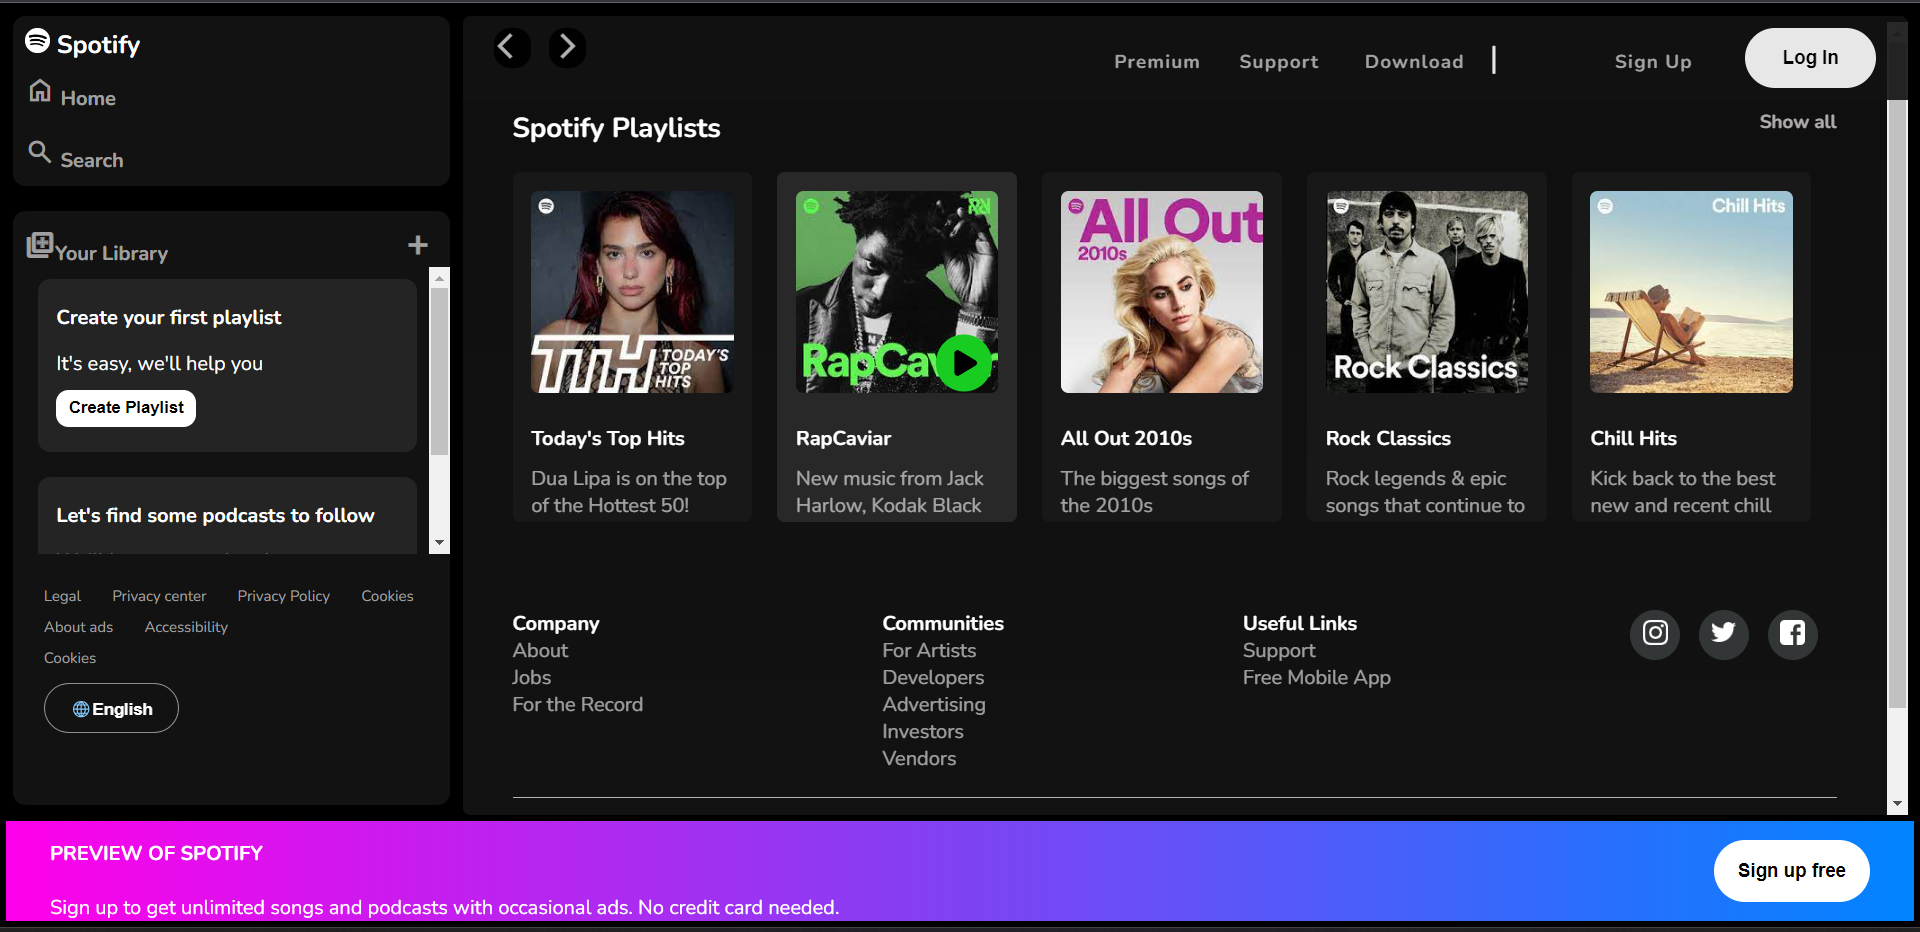 Spotify
Home
Search
Your Library
Create your first playlist
It's easy, we'll help you
Create Playlist
Let's find some podcasts to follow
Legal Privacy center Privacy Policy Cookies
About ads Accessibility
Cookies
English
Premium Support Download Sign Up Log In
Spotify Playlists
Show all
TTH TODAY'S
TOP
HITS
Today's Top Hits
Dua Lipa is on the top
of the Hottest 50!
RapCaviar
New music from Jack
Harlow, Kodak Black
All Out
2010s
All Out 2010s
The biggest songs of
the 2010s
Rock Classics
Rock Classics
Rock legends & epic
songs that continue to
Chill Hits
Chill Hits
Kick back to the best
new and recent chill
Company
About
Jobs
For the Record
Communities
For Artists
Developers
Advertising
Investors
Vendors
Useful Links
Support
Free Mobile App
PREVIEW OF SPOTIFY
Sign up to get unlimited songs and podcasts with occasional ads. No credit card needed.
Sign up free